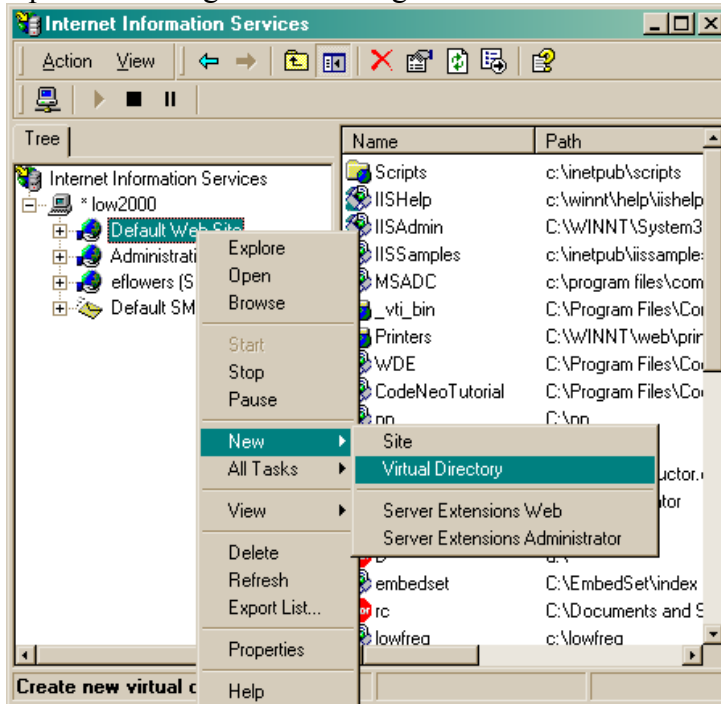 Internet Information Services
Action View
Tree
Name Path
Internet Information Services
* low2000
Default Web Site
Administrati
eflowers (S
Default SM
Scripts c:\inetpub\scripts
IISHelp c:\winnt\help\iishelp
IISAdmin C:\WINNT\System3
IISSamples c:\inetpub\iissample
MSADC c:\program files\com
_vti_bin C:\Program Files\Co
Printers C:\WINNT\web\prin
WDE C:\Program Files\Co
CodeNeoTutorial C:\Program Files\Co
C:\pp
uctor.
tor
embedset C:\EmbedSet\index
rc C:\Documents and S
lowfreq c:\lowfreq
Explore
Open
Browse
Start
Stop
Pause
New
All Tasks
View
Delete
Refresh
Export List...
Properties
Help
Site
Virtual Directory
Server Extensions Web
Server Extensions Administrator
Create new virtual